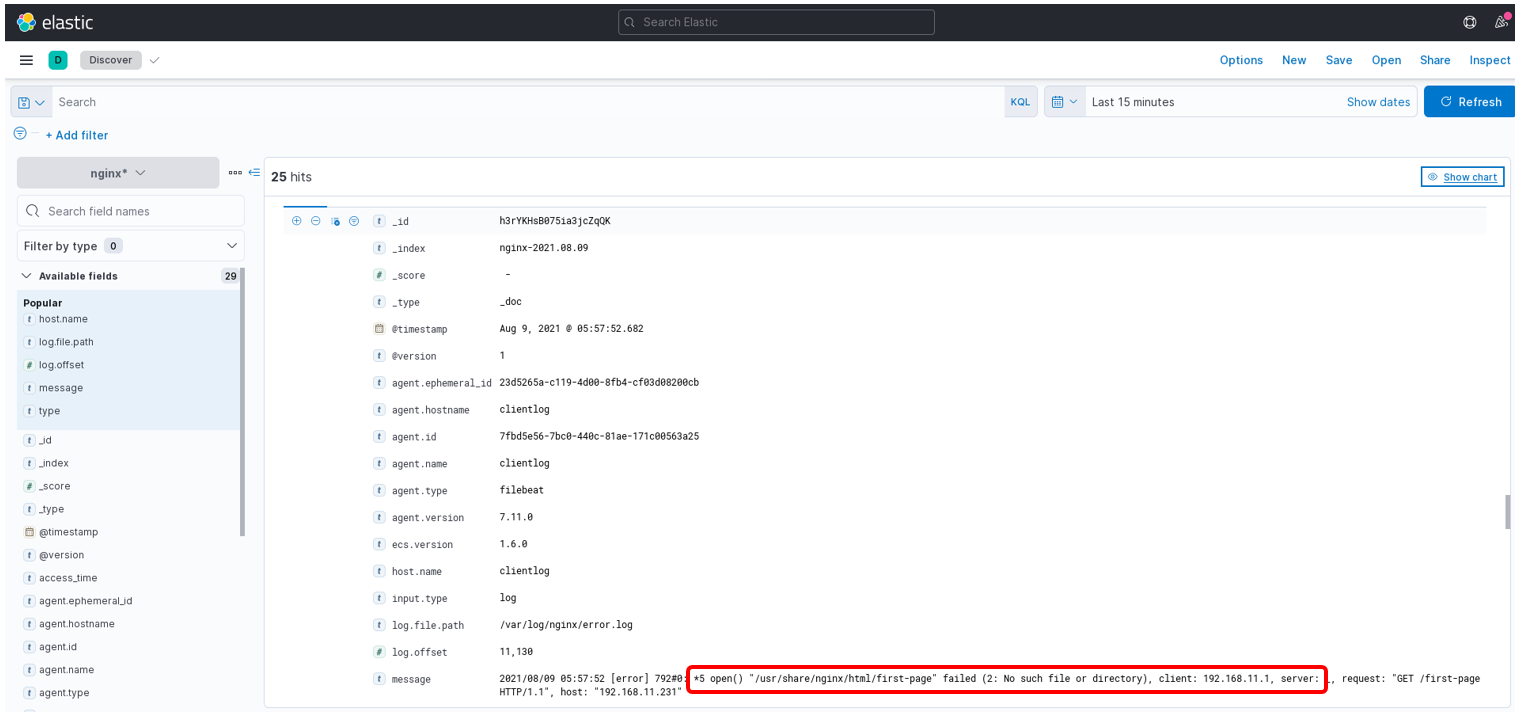 elastic
Search Elastic
D
Discover
Options New Save Open Share Inspect
Search
KQL
Last 15 minutes
Show dates
Refresh
+ Add filter
nginx*
25 hits
Show chart
Search field names
Filter by type 0
Available fields 29
Popular
t host.name
t log.file.path
# log.offset
t message
t type
t _id
t _index
# _score
t _type
@timestamp
t @version
t access_time
t agent.ephemeral_id
t agent.hostname
t agent.id
t agent.name
t agent.type
t _id h3rYKHsB075ia3jcZqQK
t _index nginx-2021.08.09
# _score -
t _type _doc
@timestamp Aug 9, 2021 @ 05:57:52.682
t @version 1
t agent.ephemeral_id 23d5265a-c119-4d00-8fb4-cf03d08200cb
t agent.hostname clientlog
t agent.id 7fbd5e56-7bc0-440c-81ae-171c00563a25
t agent.name clientlog
t agent.type filebeat
t agent.version 7.11.0
t ecs.version 1.6.0
t host.name clientlog
t input.type log
t log.file.path /var/log/nginx/error.log
# log.offset 11,130
t message 2021/08/09 05:57:52 [error] 792#0: *5 open() "/usr/share/nginx/html/first-page" failed (2: No such file or directory), client: 192.168.11.1, server: _, request: "GET /first-page
HTTP/1.1", host: "192.168.11.231"